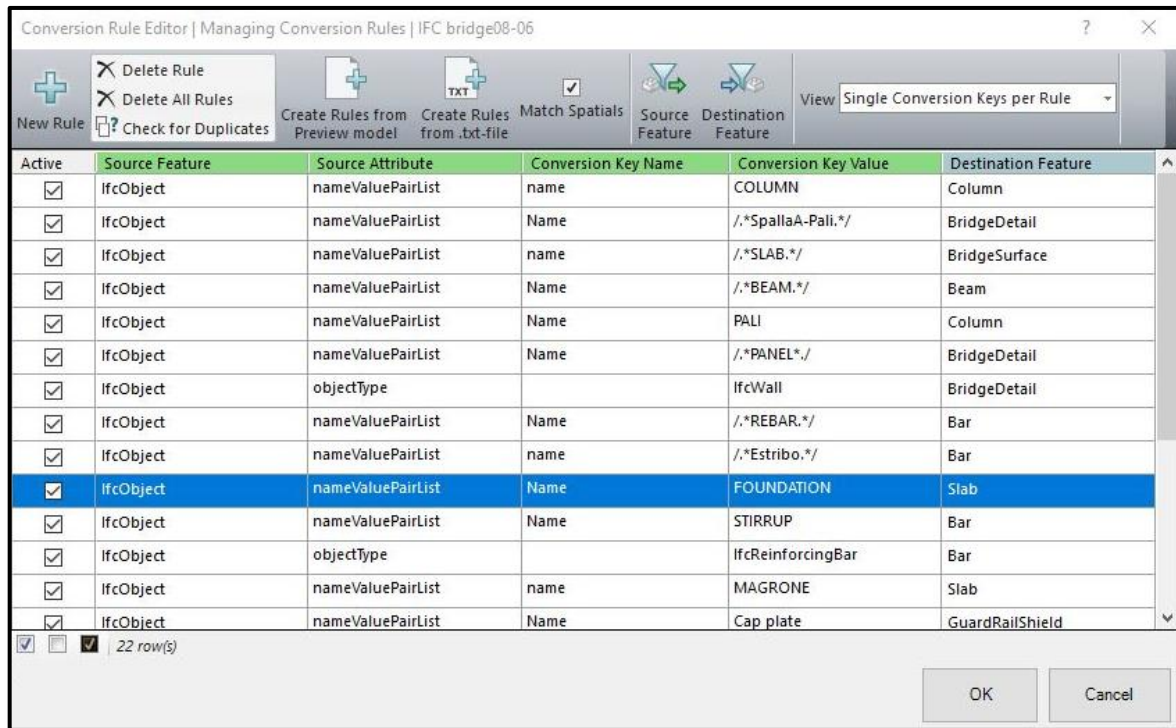 Conversion Rule Editor | Managing Conversion Rules | IFC bridge08-06 ?
New Rule
Delete Rule
Delete All Rules
Check for Duplicates
Create Rules from
Preview model
TXT
Create Rules
from .txt-file
Match Spatials
Source
Feature
Destination
Feature
View Single Conversion Keys per Rule
Active Source Feature Source Attribute Conversion Key Name Conversion Key Value Destination Feature
IfcObject nameValuePairList name COLUMN Column
IfcObject nameValuePairList Name /.*SpallaA-Pali.*/ BridgeDetail
IfcObject nameValuePairList name /.*SLAB.*/ BridgeSurface
IfcObject nameValuePairList Name /.*BEAM.*/ Beam
IfcObject nameValuePairList Name PALI Column
IfcObject nameValuePairList Name /.*PANEL*./ BridgeDetail
IfcObject objectType IfcWall BridgeDetail
IfcObject nameValuePairList Name /.*REBAR.*/ Bar
IfcObject nameValuePairList name /.*Estribo.*/ Bar
IfcObject nameValuePairList Name FOUNDATION Slab
IfcObject nameValuePairList Name STIRRUP Bar
IfcObject objectType IfcReinforcingBar Bar
IfcObject nameValuePairList name MAGRONE Slab
IfcObject nameValuePairList Name Cap plate GuardRailShield
22 row(s)
OK Cancel